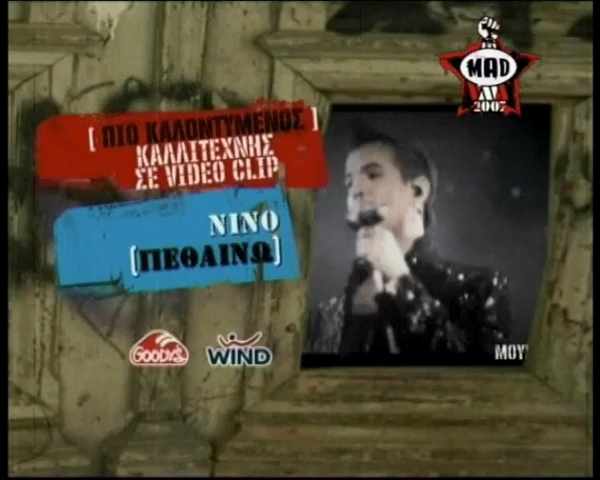 MAD
2007
[ ΠΙΟ ΚΑΛΟΝΤΥΜΕΝΟΣ ]
ΚΑΛΛΙΤΕΧΝΗΣ
ΣΕ VIDEO CLIP
ΝΙΝΟ
[ΠΕΘΑΙΝΩ]
GOODY'S
WIND
ΜΟΥ